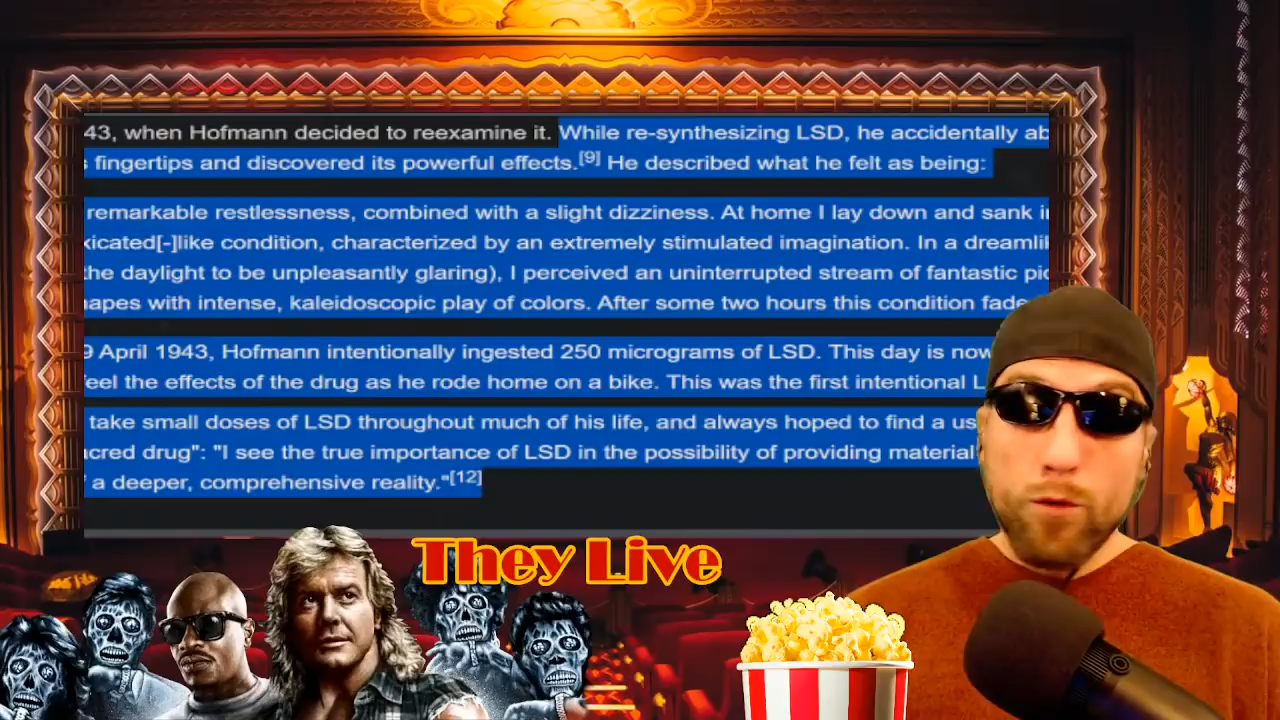 43, when Hofmann decided to reexamine it. While re-synthesizing LSD, he accidentally
fingertips and discovered its powerful effects.[9] He described what he felt as being:
remarkable restlessness, combined with a slight dizziness. At home I lay down and sank
xicated[-]like condition, characterized by an extremely stimulated imagination. In a
the daylight to be unpleasantly glaring), I perceived an uninterrupted stream of fantastic
hapes with intense, kaleidoscopic play of colors. After some two hours this condition
9 April 1943, Hofmann intentionally ingested 250 micrograms of LSD. This day is now
feel the effects of the drug as he rode home on a bike. This was the first intentional
take small doses of LSD throughout much of his life, and always hoped to find a
acred drug": "I see the true importance of LSD in the possibility of providing material
a deeper, comprehensive reality."[12]
They Live